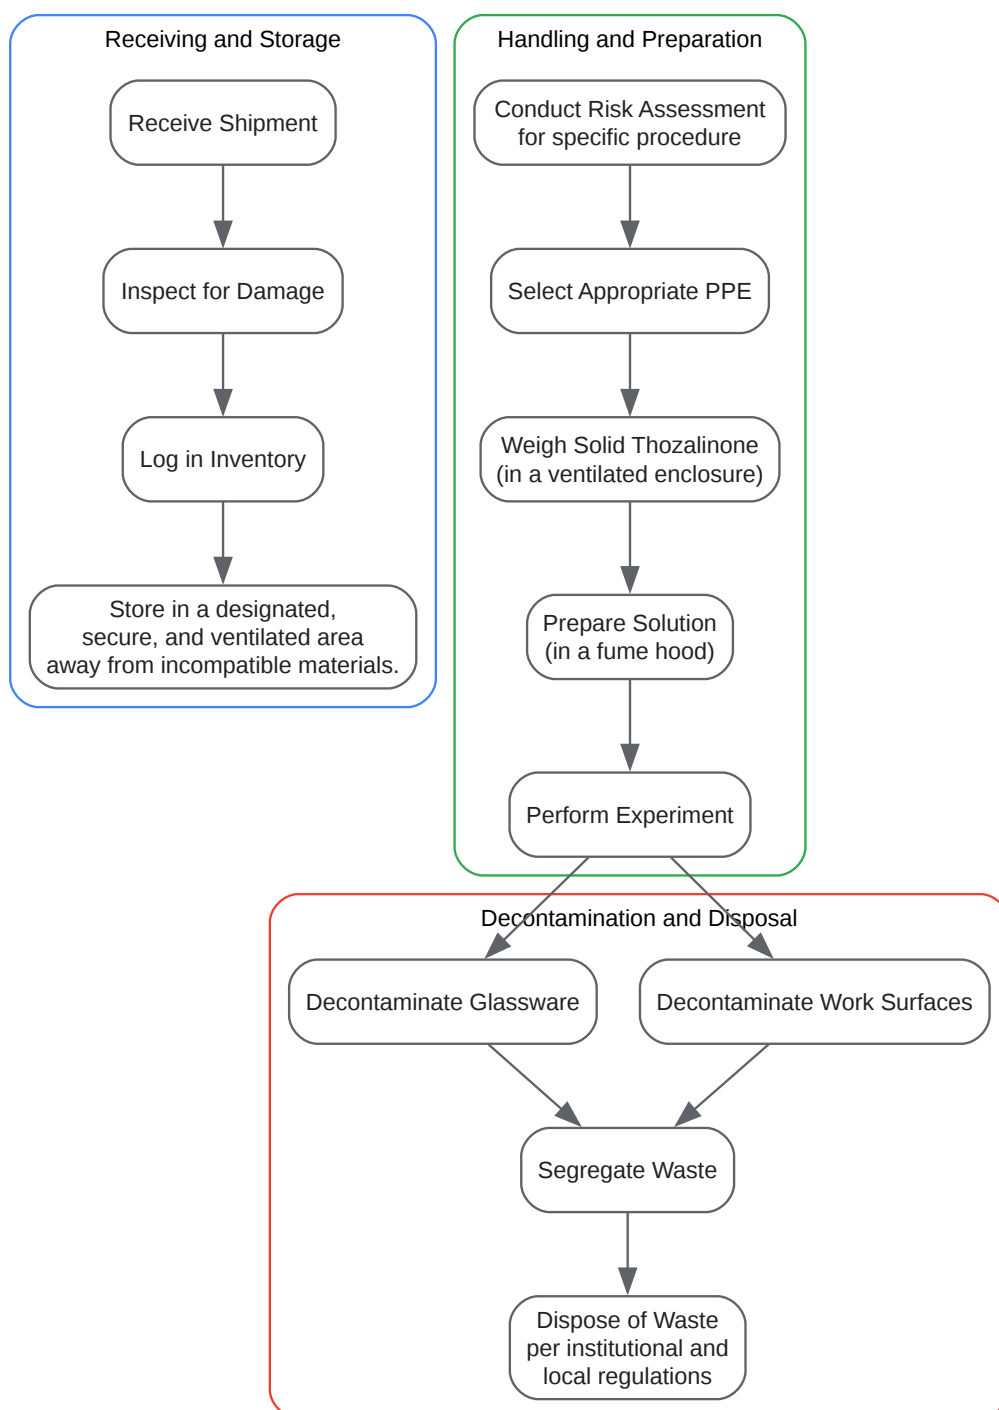 Receiving and Storage
Receive Shipment
Inspect for Damage
Log in Inventory
Store in a designated,
secure, and ventilated area
away from incompatible materials.
Handling and Preparation
Conduct Risk Assessment
for specific procedure
Select Appropriate PPE
Weigh Solid Thozalinone
(in a ventilated enclosure)
Prepare Solution
(in a fume hood)
Perform Experiment
Decontamination and Disposal
Decontaminate Glassware
Decontaminate Work Surfaces
Segregate Waste
Dispose of Waste
per institutional and
local regulations